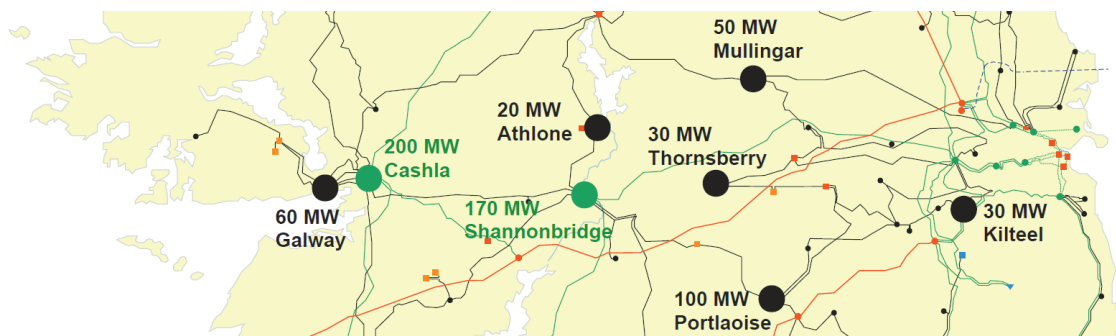 50 MW
Mullingar
20 MW
Athlone
30 MW
Thornsberry
200 MW
Cashla
60 MW
Galway
170 MW
Shannonbridge
30 MW
Kilteel
100 MW
Portlaoise